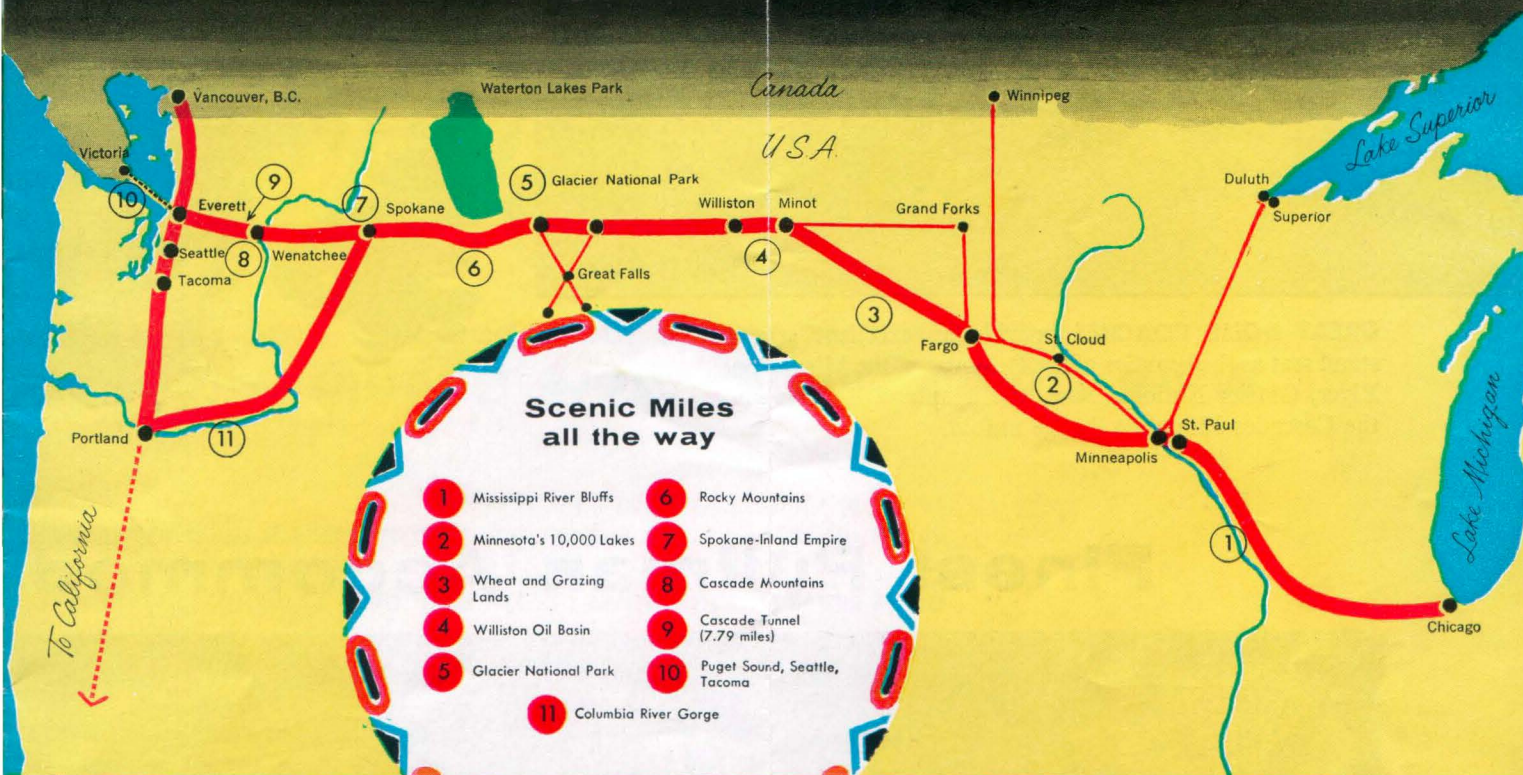 Canada
U.S.A.
Waterton Lakes Park
Vancouver, B.C.
Winnipeg
Lake Superior
Victoria
10
9
Everett
7
Spokane
5
Glacier National Park
Williston
Minot
Grand Forks
Duluth
Superior
Seattle
8
Wenatchee
6
4
Tacoma
Great Falls
3
Fargo
St. Cloud
2
Lake Michigan
Portland
11
St. Paul
Minneapolis
1
Chicago
To California
Scenic Miles
all the way
1 Mississippi River Bluffs
2 Minnesota's 10,000 Lakes
3 Wheat and Grazing
Lands
4 Williston Oil Basin
5 Glacier National Park
6 Rocky Mountains
7 Spokane-Inland Empire
8 Cascade Mountains
9 Cascade Tunnel
(7.79 miles)
10 Puget Sound, Seattle,
Tacoma
11 Columbia River Gorge